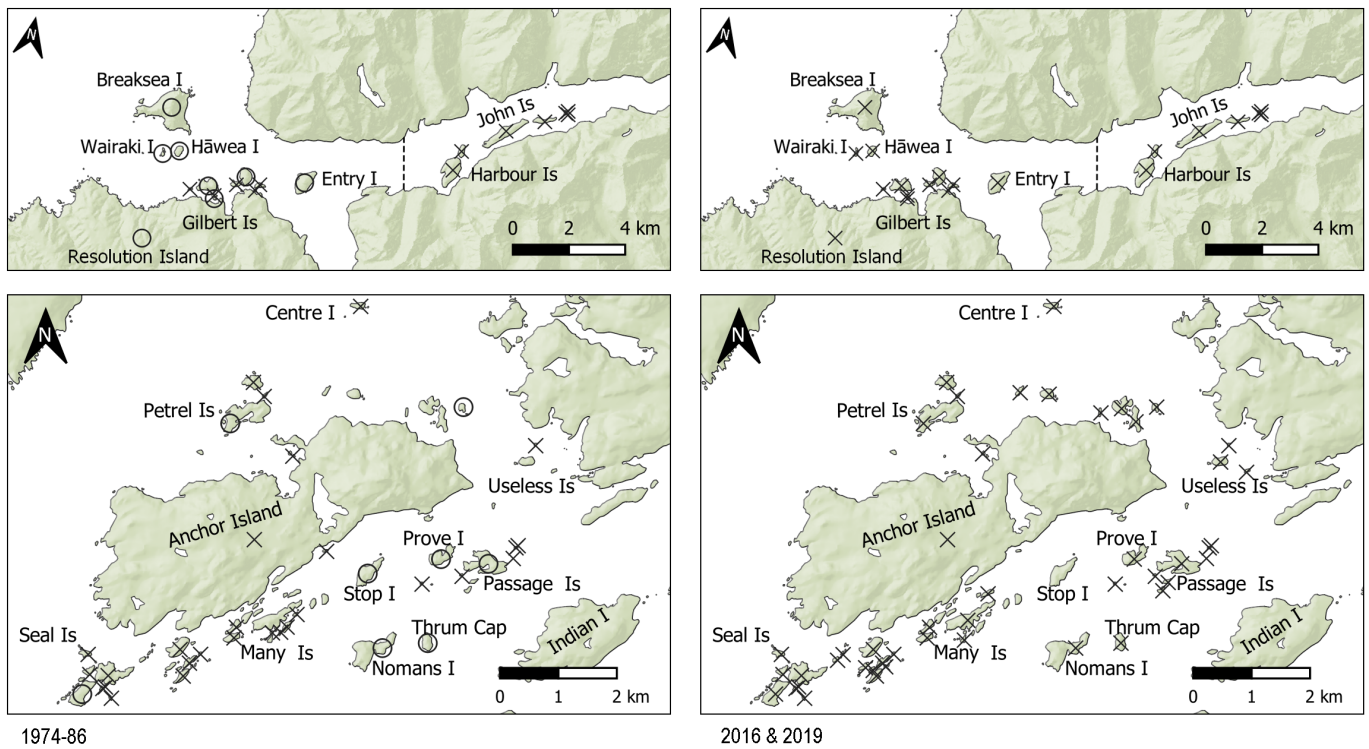 N
Breaksea I
John Is
Wairaki I
Hāwea I
Harbour Is
Entry I
Gilbert Is
0 2 4 km
Resolution Island
N
Breaksea I
John Is
Wairaki I
Hāwea I
Harbour Is
Entry I
Gilbert Is
0 2 4 km
Resolution Island
N
Centre I
Petrel Is
Useless Is
Anchor Island
Prove I
Stop I
Passage Is
Thrum Cap
Seal Is
Many Is
Indian I
Nomans I
0 1 2 km
N
Centre I
Petrel Is
Useless Is
Anchor Island
Prove I
Stop I
Passage Is
Thrum Cap
Seal Is
Many Is
Indian I
Nomans I
0 1 2 km
1974-86
2016 & 2019